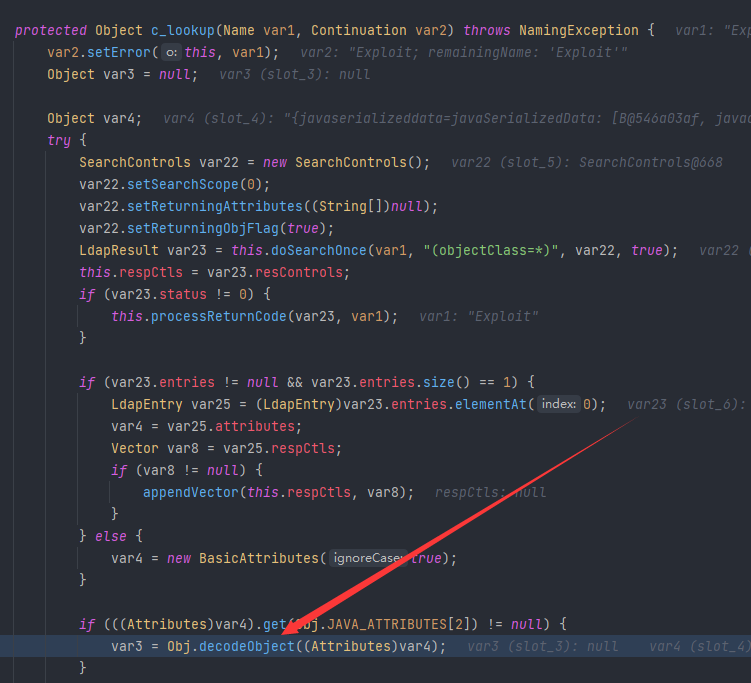 protected Object c_lookup(Name var1, Continuation var2) throws NamingException {   var1: "Exp
var2.setError( o: this, var1);   var2: "Exploit; remainingName: 'Exploit'"
Object var3 = null;   var3 (slot_3): null
Object var4;   var4 (slot_4): "{javaserializeddata=javaSerializedData: [B@546a03af, javac
try {
SearchControls var22 = new SearchControls();   var22 (slot_5): SearchControls@668
var22.setSearchScope(0);
var22.setReturningAttributes((String[])null);
var22.setReturningObjFlag(true);
LdapResult var23 = this.doSearchOnce(var1, "(objectClass=*)", var22, true);   var22 (
this.respCtls = var23.resControls;
if (var23.status != 0) {
this.processReturnCode(var23, var1);   var1: "Exploit"
}
if (var23.entries != null && var23.entries.size() == 1) {
LdapEntry var25 = (LdapEntry)var23.entries.elementAt( index: 0);   var23 (slot_6):
var4 = var25.attributes;
Vector var8 = var25.respCtls;
if (var8 != null) {
appendVector(this.respCtls, var8);   respCtls: null
}
} else {
var4 = new BasicAttributes( ignoreCase: true);
}
if (((Attributes)var4).get(Obj.JAVA_ATTRIBUTES[2]) != null) {
var3 = Obj.decodeObject((Attributes)var4);   var3 (slot_3): null   var4 (slot_4)
}